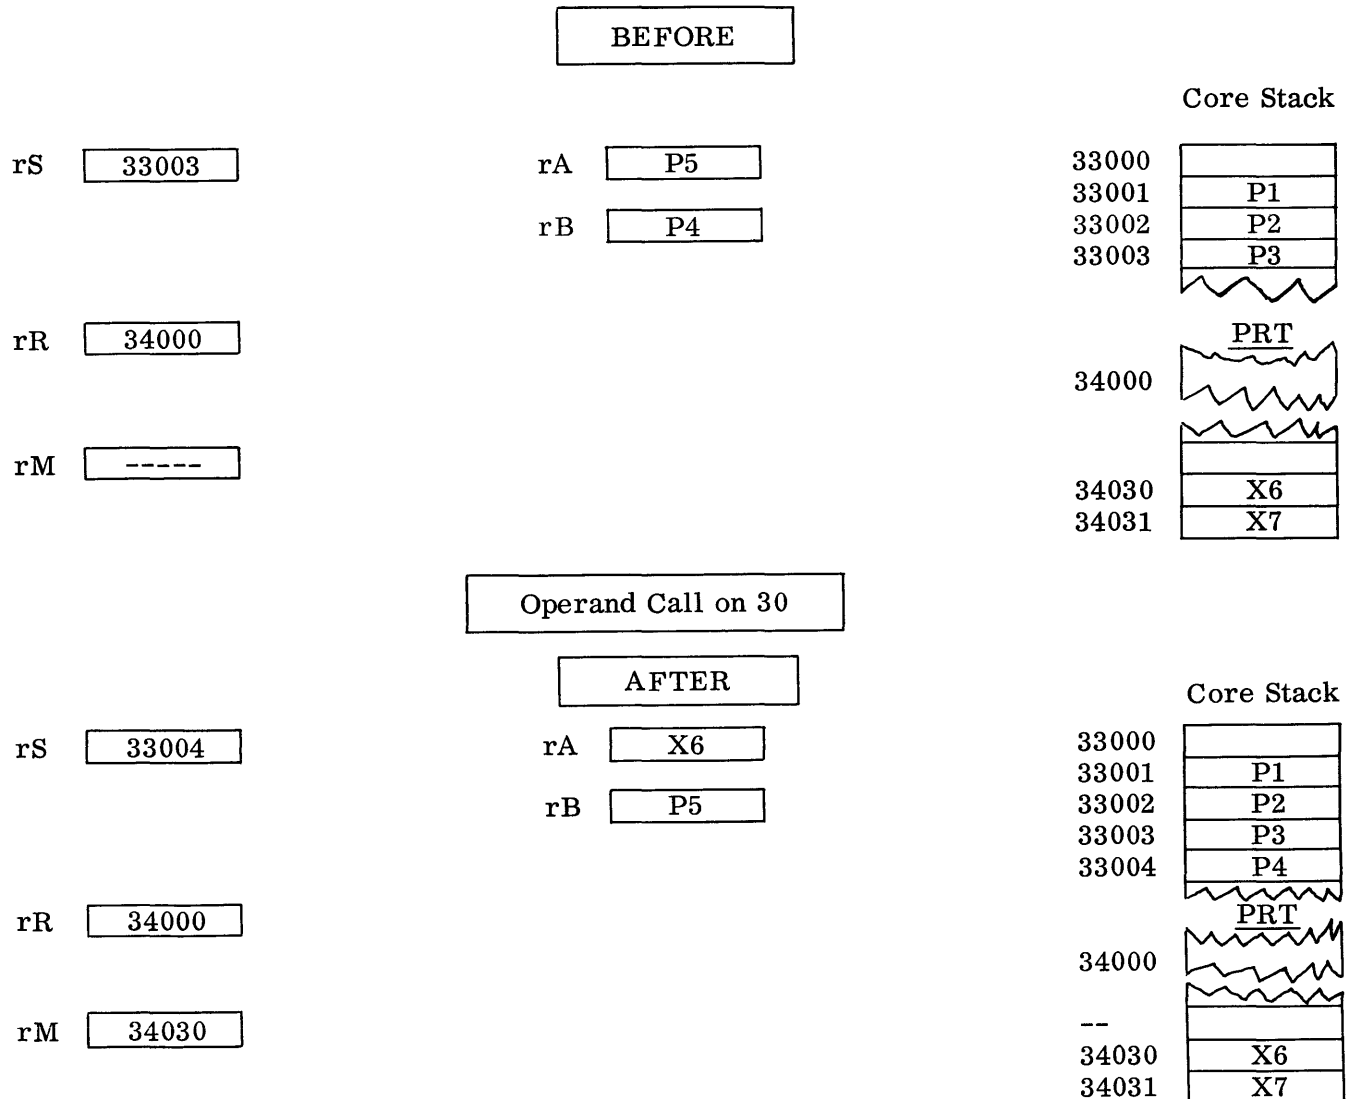 BEFORE
Core Stack
rS 33003 rA P5 33000
33001 P1
rB P4 33002 P2
33003 P3
rR 34000 PRT
34000
rM -----
34030 X6
34031 X7
Operand Call on 30
AFTER
Core Stack
rS 33004 rA X6 33000
33001 P1
rB P5 33002 P2
33003 P3
33004 P4
rR 34000 PRT
34000
rM 34030 --
34030 X6
34031 X7